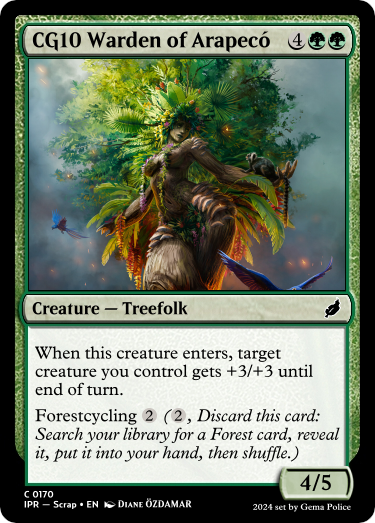 CG10 Warden of Arapecó 4
Creature — Treefolk
When this creature enters, target
creature you control gets +3/+3 until
end of turn.
Forestcycling 2 (2, Discard this card:
Search your library for a Forest card, reveal
it, put it into your hand, then shuffle.)
4/5
C 0170
IPR — Scrap • EN Diane ÖZDAMAR
2024 set by Gema Police